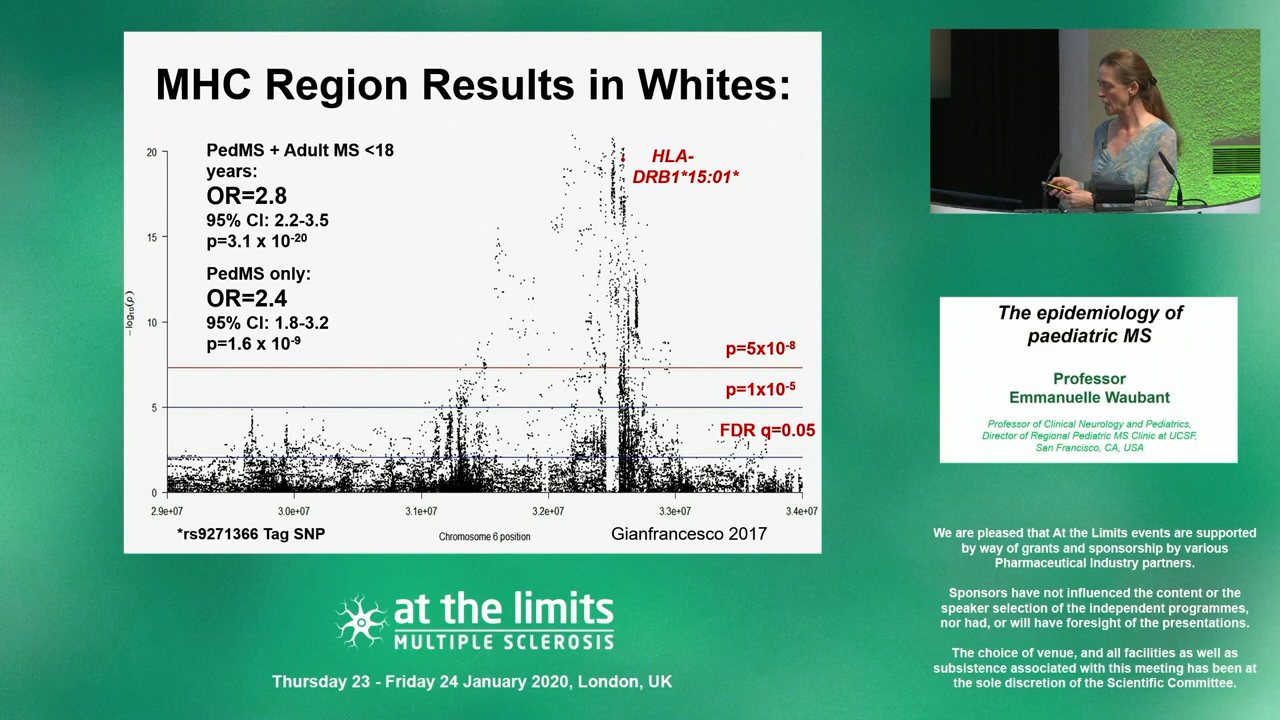 MHC Region Results in Whites:
PedMS + Adult MS <18
years:
OR=2.8
95% CI: 2.2-3.5
p=3.1 x 10-20
PedMS only:
OR=2.4
95% CI: 1.8-3.2
p=1.6 x 10-9
HLA-
DRB1*15:01*
p=5x10-8
p=1x10-5
FDR q=0.05
-log10(p)
20
15
10
5
0
2.9e+07 3.0e+07 3.1e+07 3.2e+07 3.3e+07 3.4e+07
*rs9271366 Tag SNP
Chromosome 6 position
Gianfrancesco 2017
at the limits
MULTIPLE SCLEROSIS
Thursday 23 - Friday 24 January 2020, London, UK
The epidemiology of
paediatric MS
Professor
Emmanuelle Waubant
Professor of Clinical Neurology and Pediatrics,
Director of Regional Pediatric MS Clinic at UCSF,
San Francisco, CA, USA
We are pleased that At the Limits events are supported
by way of grants and sponsorship by various
Pharmaceutical Industry partners.
Sponsors have not influenced the content or the
speaker selection of the independent programmes,
nor had, or will have foresight of the presentations.
The choice of venue, and all facilities as well as
subsistence associated with this meeting has been at
the sole discretion of the Scientific Committee.